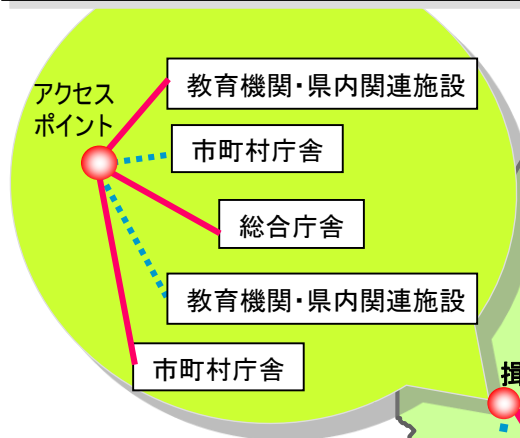 アクセス
ポイント
教育機関・県内関連施設
市町村庁舎
総合庁舎
教育機関・県内関連施設
市町村庁舎
揖